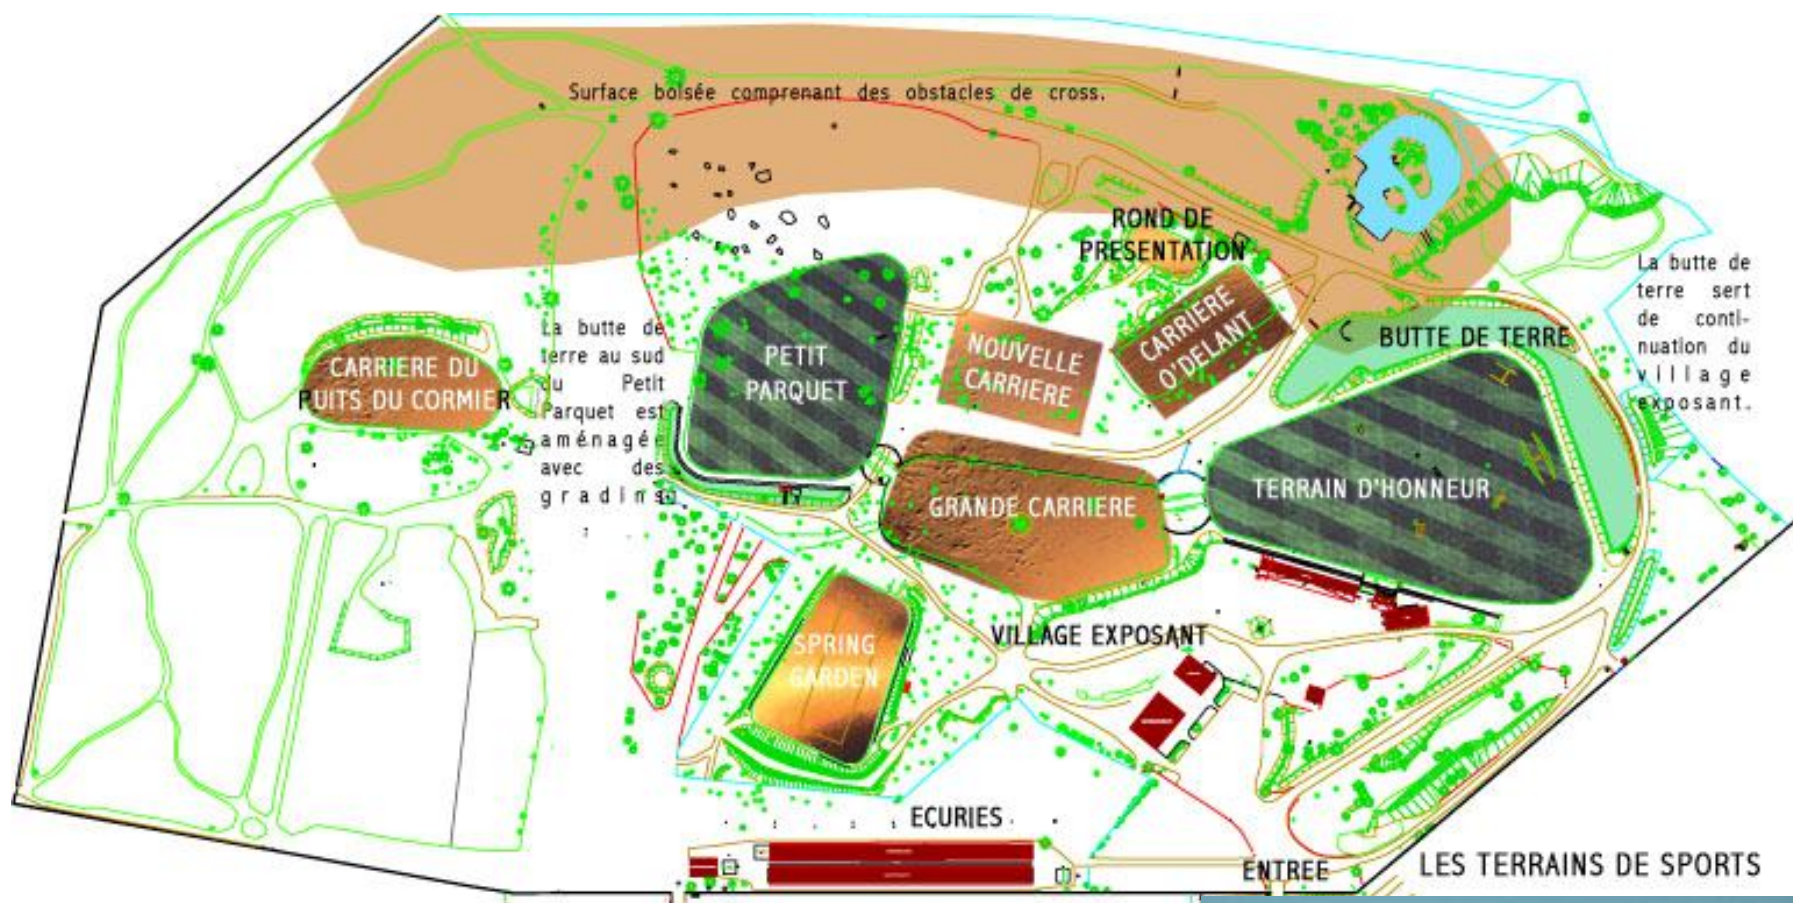 Surface boisée comprenant des obstacles de cross.
ROND DE
PRESENTATION
La butte de
terre sert
de conti-
nuation du
village
exposant.
La butte de
terre au sud
du Petit
Parquet est
aménagée
avec des
gradins
CARRIERE DU
PUITS DU CORMIER
PETIT
PARQUET
NOUVELLE
CARRIERE
CARRIERE
O'DELANT
BUTTE DE TERRE
GRANDE CARRIERE
TERRAIN D'HONNEUR
SPRING
GARDEN
VILLAGE EXPOSANT
ECURIES
ENTREE
LES TERRAINS DE SPORTS